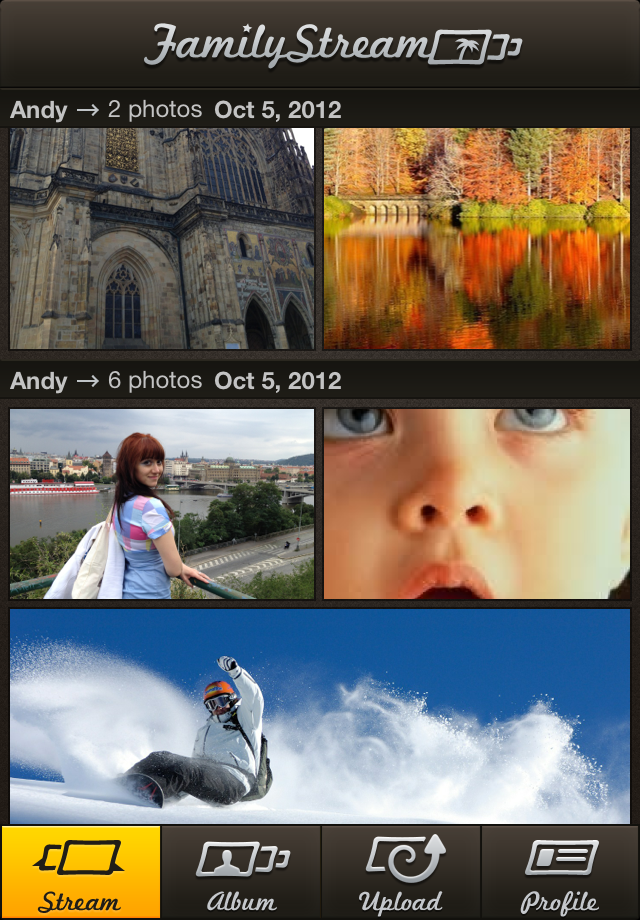 FamilyStream
Andy → 2 photos Oct 5, 2012
Andy → 6 photos Oct 5, 2012
Stream Album Upload Profile